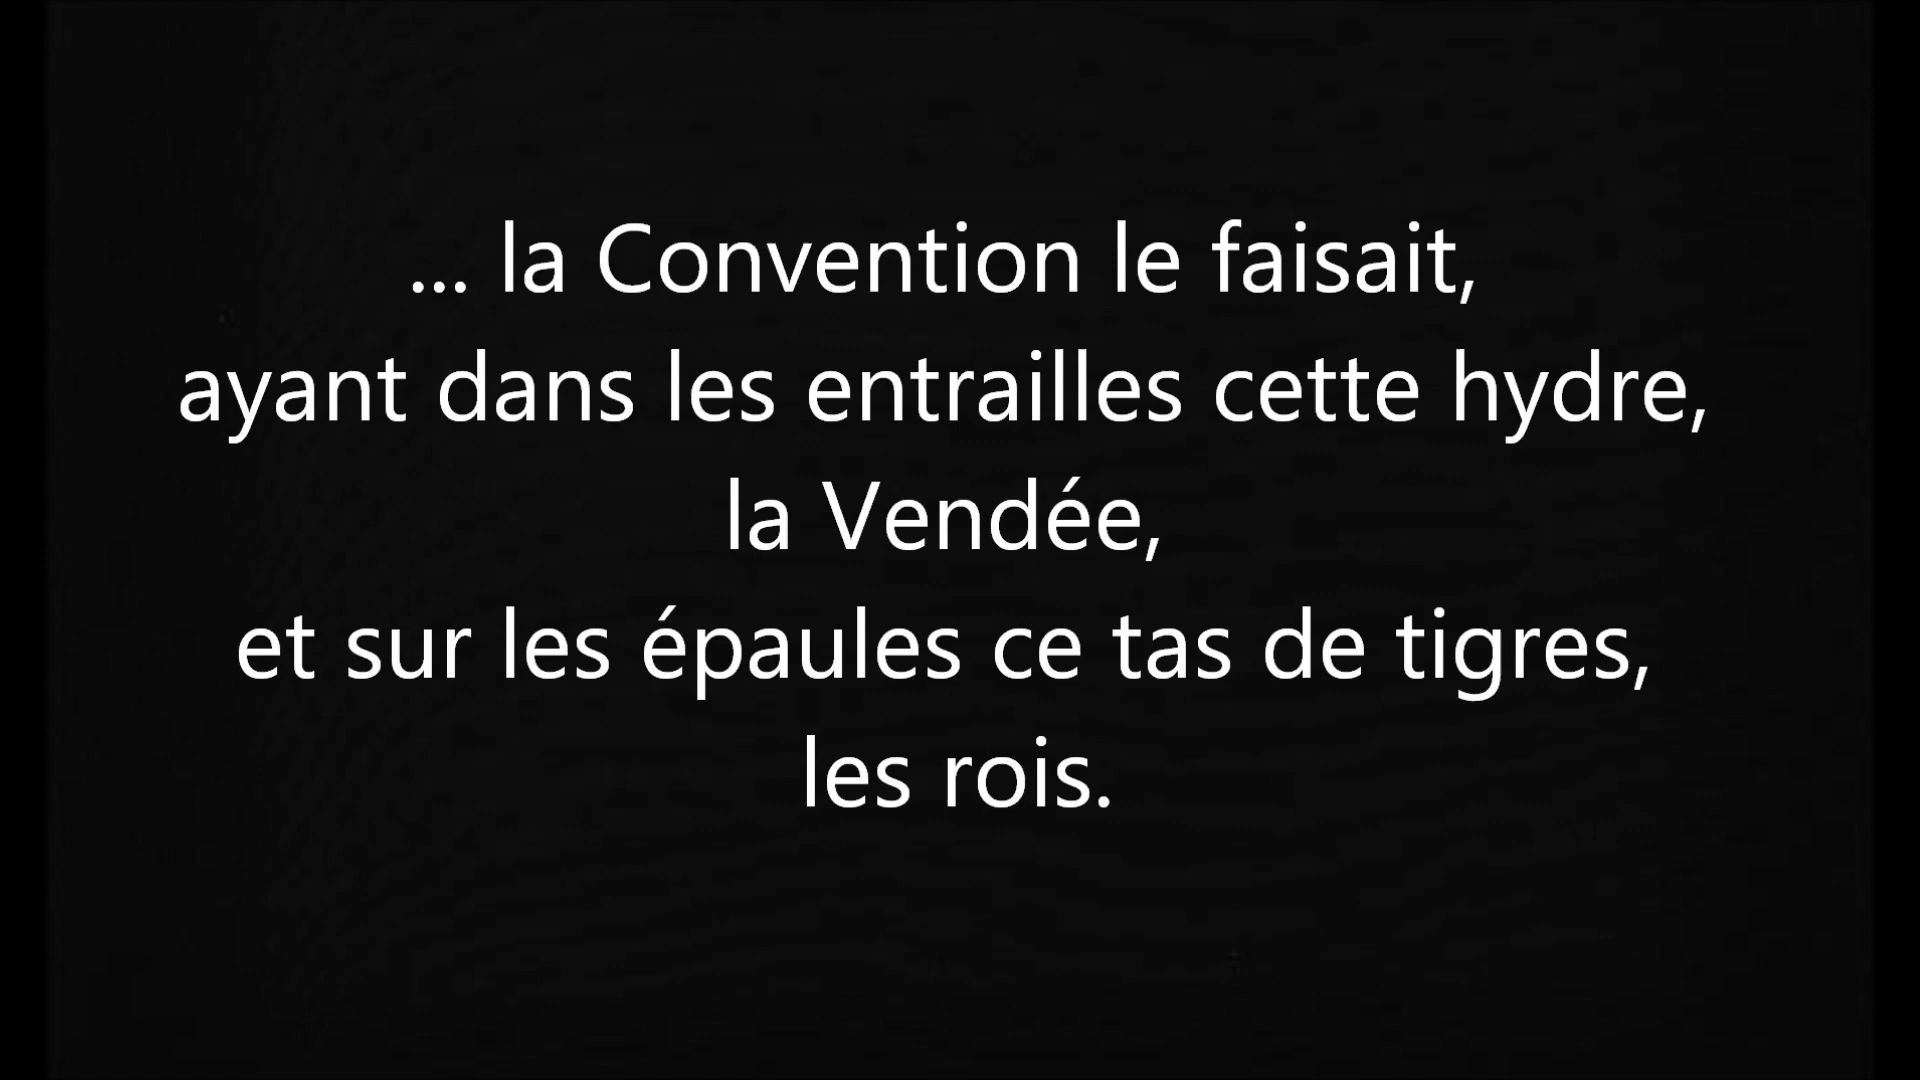 ... la Convention le faisait,
ayant dans les entrailles cette hydre,
la Vendée,
et sur les épaules ce tas de tigres,
les rois.